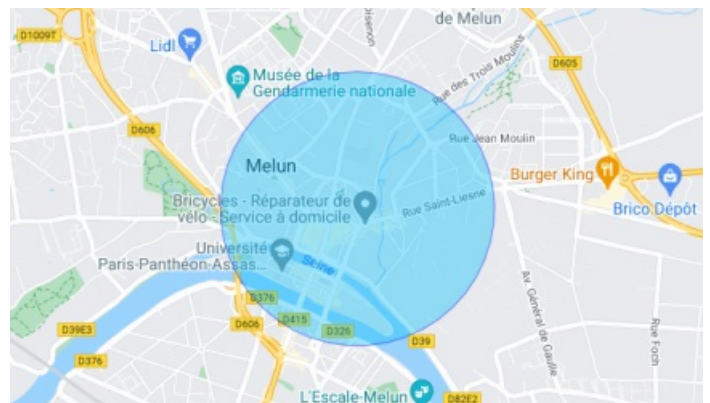 de Melun
D1009T
Lidl
Musée de la
Gendarmerie nationale
Rue des Trois Moulins
D605
D606
Rue Jean Moulin
Melun
Burger King
Brico Dépôt
Bricycles - Réparateur de
vélo - Service à domicile
Rue Saint-Liesne
Université
Paris-Panthéon-Assas...
Seine
D376
D415
D606
D326
D39
D39E3
D376
Av. Général de Gaulle
Rue Foch
L'Escale-Melun
D82E2